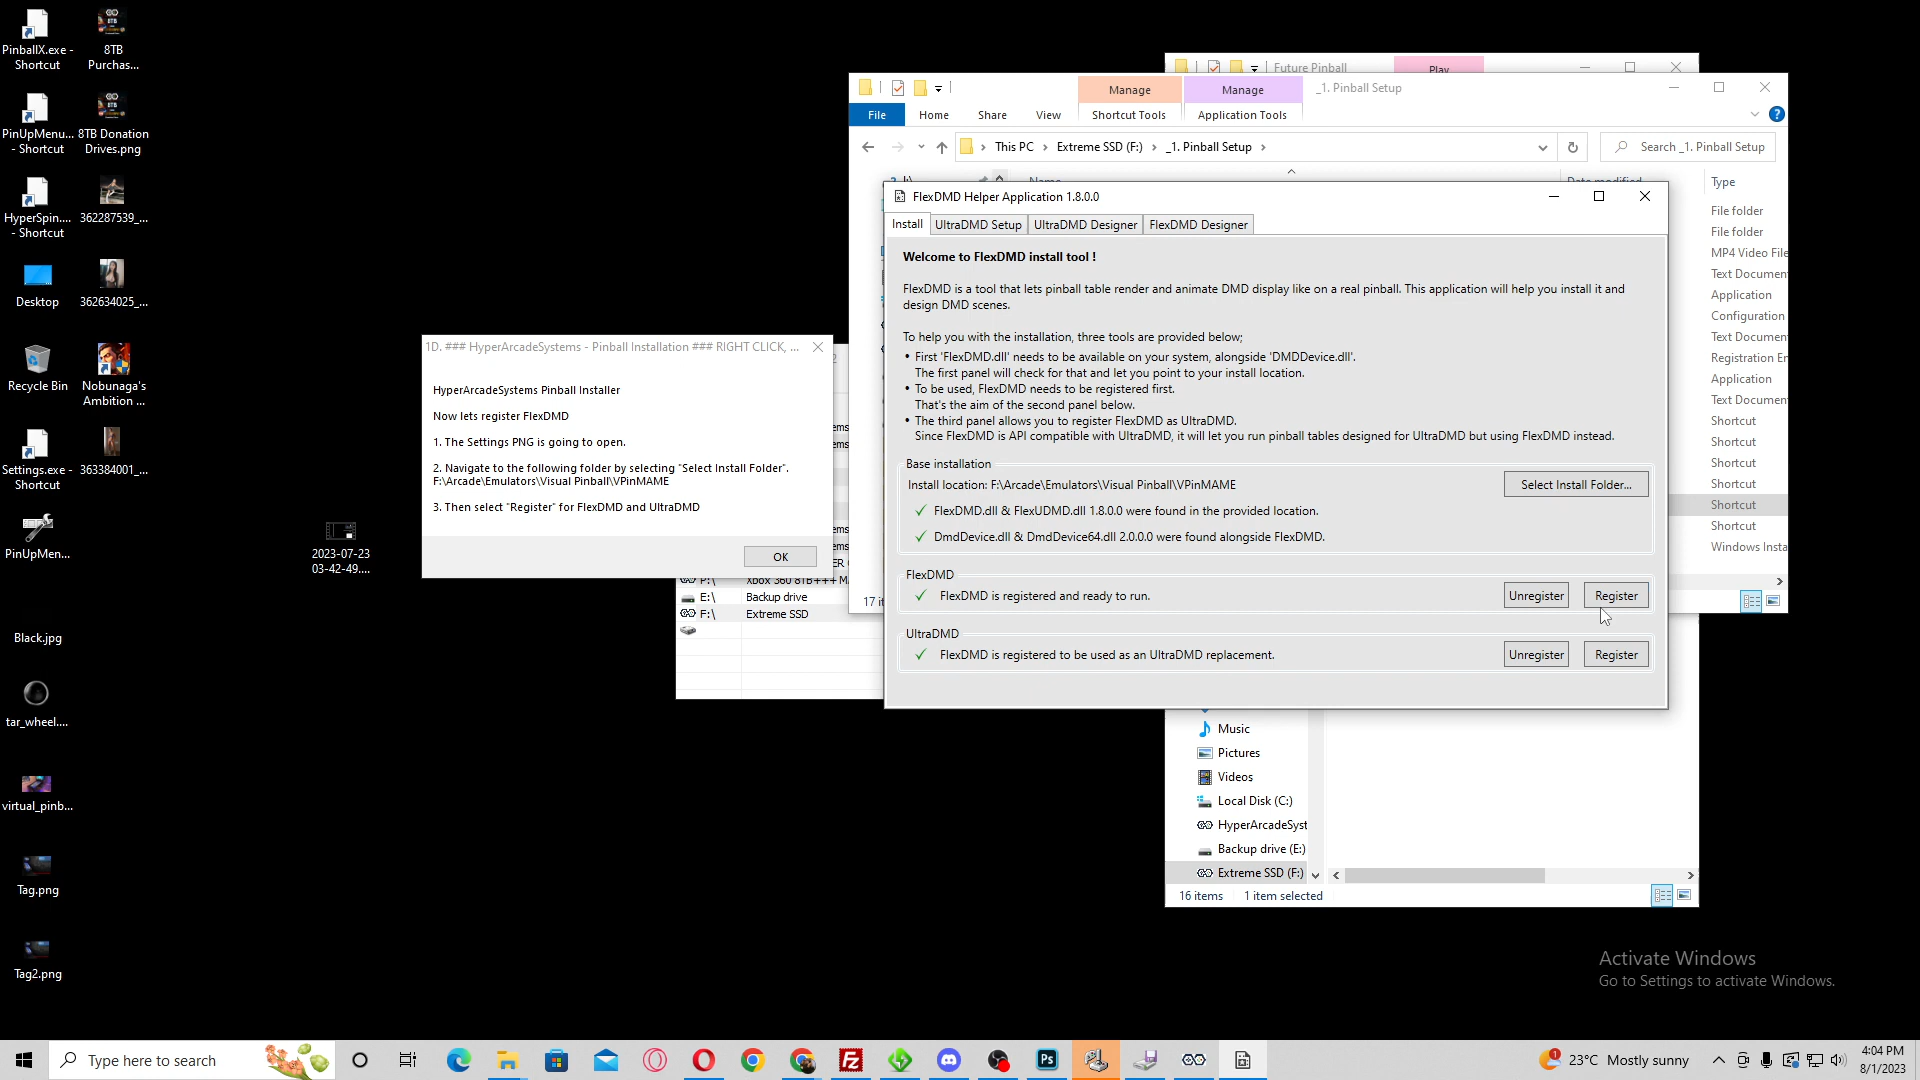 PinballX.exe -
Shortcut
8TB
Purchas...
PinUpMenu...
- Shortcut
8TB Donation
Drives.png
HyperSpin....
- Shortcut
362287539_...
Desktop
362634025_...
Recycle Bin
Nobunaga's
Ambition ...
Settings.exe -
Shortcut
363384001_...
PinUpMen...
2023-07-23
03-42-49....
Black.jpg
tar_wheel....
virtual_pinb...
Tag.png
Tag2.png
1D. ### HyperArcadeSystems - Pinball Installation ### RIGHT CLICK, ...
HyperArcadeSystems Pinball Installer
Now lets register FlexDMD
1. The Settings PNG is going to open.
2. Navigate to the following folder by selecting "Select Install Folder".
F:\Arcade\Emulators\Visual Pinball\VPinMAME
3. Then select "Register" for FlexDMD and UltraDMD
OK
E:\
Backup drive
F:\
Extreme SSD
Future Pinball
Play
Manage
Manage
_1. Pinball Setup
File
Home
Share
View
Shortcut Tools
Application Tools
This PC
Extreme SSD (F:)
_1. Pinball Setup
Search _1. Pinball Setup
Type
File folder
File folder
MP4 Video File
Text Documen
Application
Configuration
Text Documen
Registration En
Application
Text Documen
Shortcut
Shortcut
Shortcut
Shortcut
Shortcut
Shortcut
Windows Insta
FlexDMD Helper Application 1.8.0.0
Install
UltraDMD Setup
UltraDMD Designer
FlexDMD Designer
Welcome to FlexDMD install tool !
FlexDMD is a tool that lets pinball table render and animate DMD display like on a real pinball. This application will help you install it and
design DMD scenes.
To help you with the installation, three tools are provided below;
• First 'FlexDMD.dll' needs to be available on your system, alongside 'DMDDevice.dll'.
The first panel will check for that and let you point to your install location.
• To be used, FlexDMD needs to be registered first.
That's the aim of the second panel below.
• The third panel allows you to register FlexDMD as UltraDMD.
Since FlexDMD is API compatible with UltraDMD, it will let you run pinball tables designed for UltraDMD but using FlexDMD instead.
Base installation
Install location: F:\Arcade\Emulators\Visual Pinball\VPinMAME
Select Install Folder...
FlexDMD.dll & FlexUDMD.dll 1.8.0.0 were found in the provided location.
DmdDevice.dll & DmdDevice64.dll 2.0.0.0 were found alongside FlexDMD.
FlexDMD
FlexDMD is registered and ready to run.
Unregister
Register
UltraDMD
FlexDMD is registered to be used as an UltraDMD replacement.
Unregister
Register
Music
Pictures
Videos
Local Disk (C:)
HyperArcadeSyst
Backup drive (E:)
Extreme SSD (F:)
16 items
1 item selected
Activate Windows
Go to Settings to activate Windows.
Type here to search
23°C Mostly sunny
4:04 PM
8/1/2023